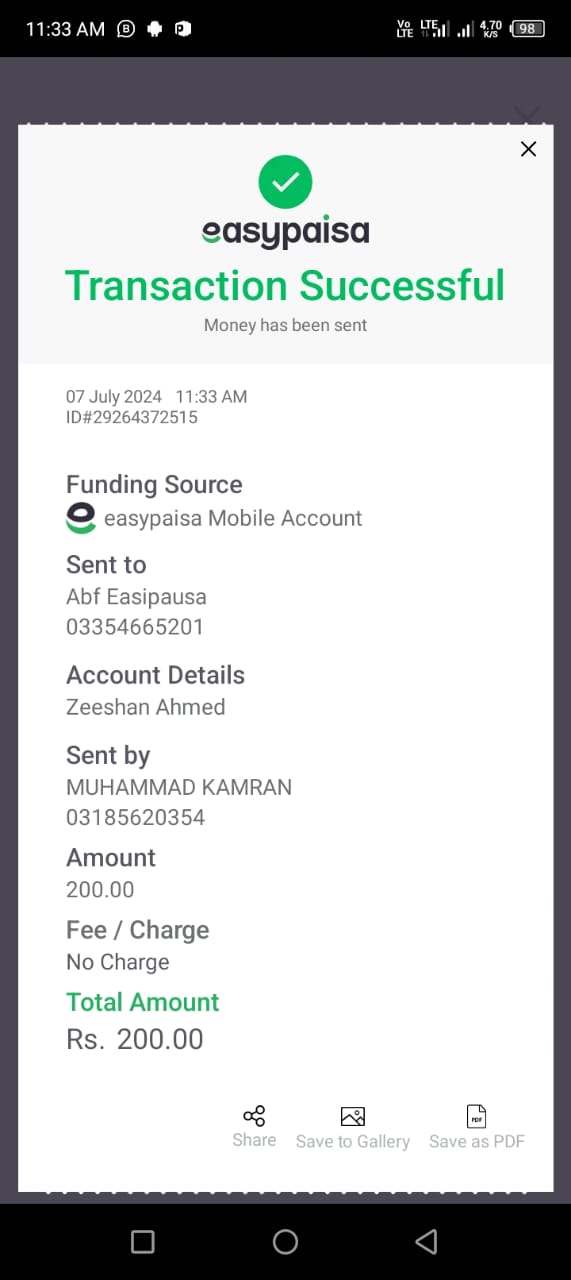 11:33 AM
Vo LTE LTE 4.70 K/S 98
easypaisa
Transaction Successful
Money has been sent
07 July 2024 11:33 AM
ID#29264372515
Funding Source
easypaisa Mobile Account
Sent to
Abf Easipausa
03354665201
Account Details
Zeeshan Ahmed
Sent by
MUHAMMAD KAMRAN
03185620354
Amount
200.00
Fee / Charge
No Charge
Total Amount
Rs. 200.00
PDF
Share Save to Gallery Save as PDF